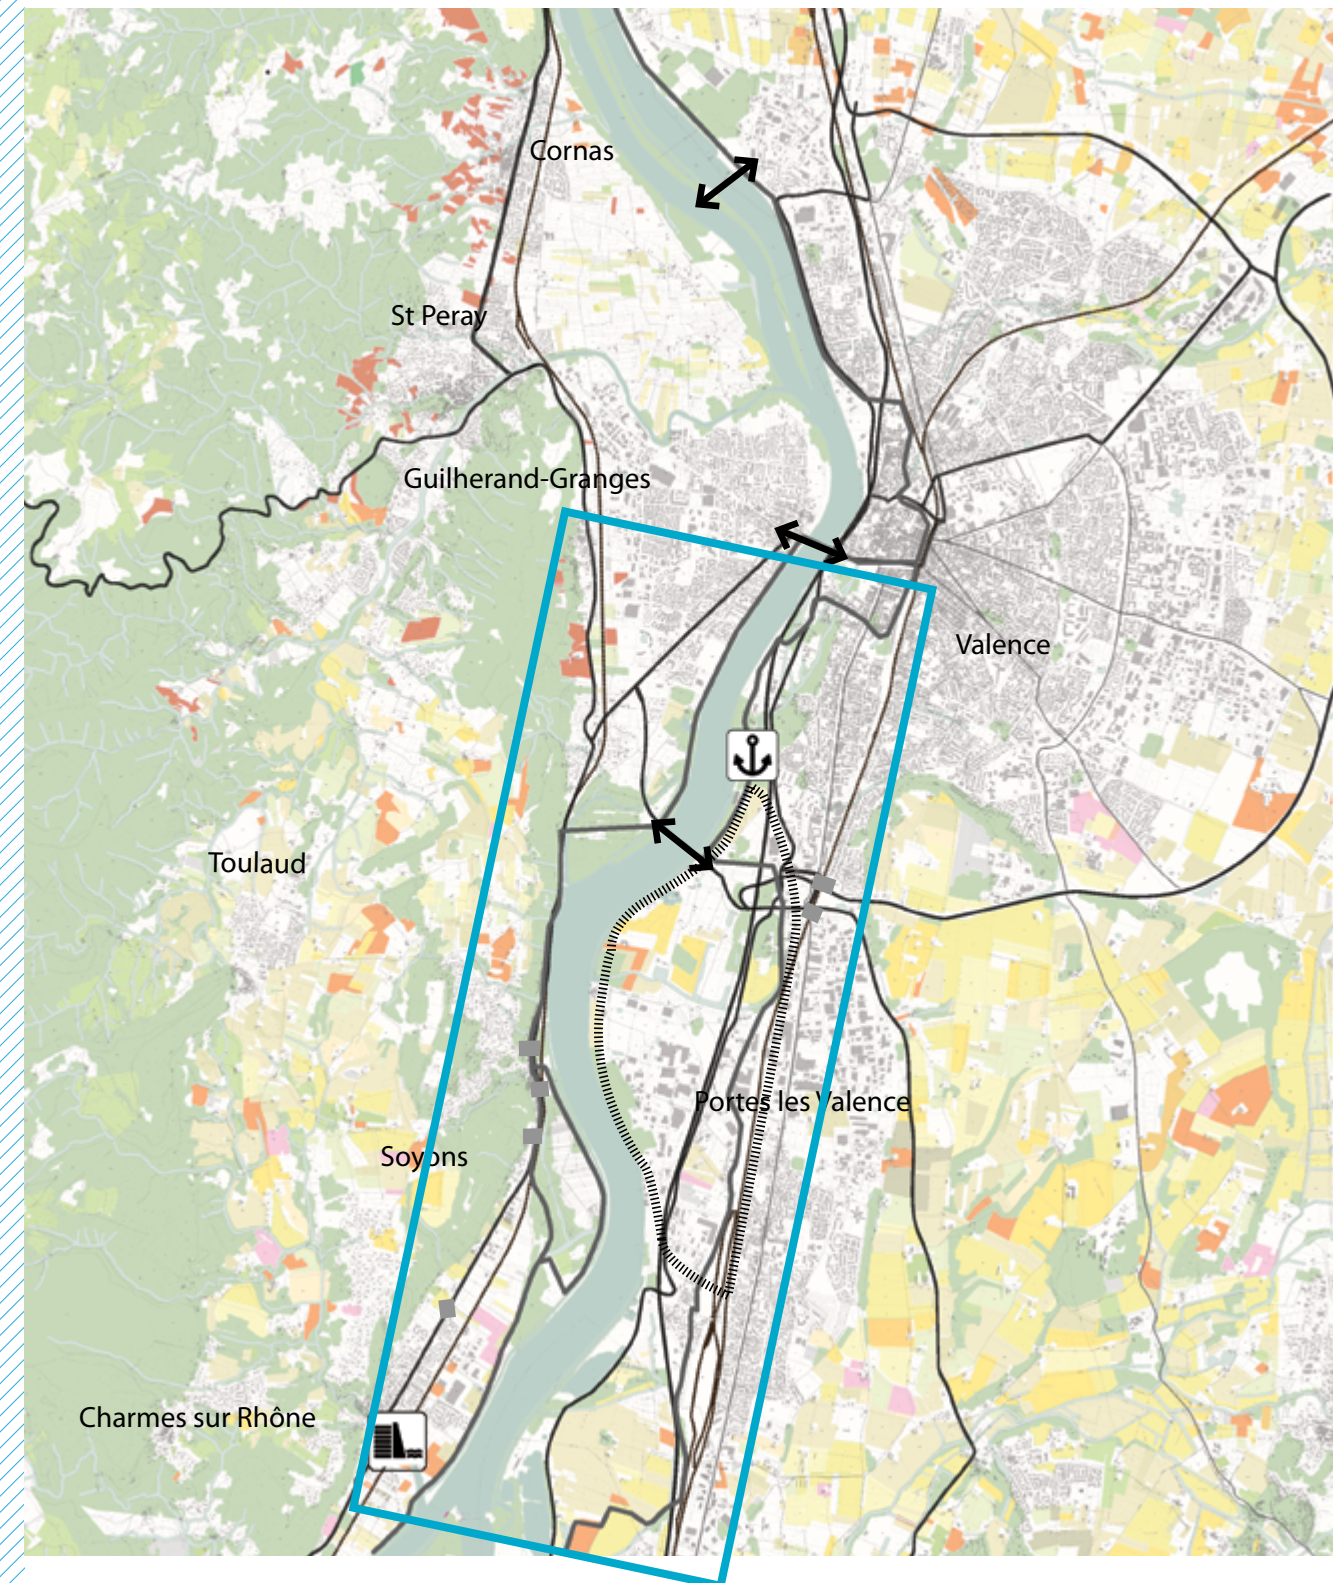 Cornas
St Peray
Guilherand-Granges
Valence
Toulaud
Portes les Valence
Soyons
Charmes sur Rhône